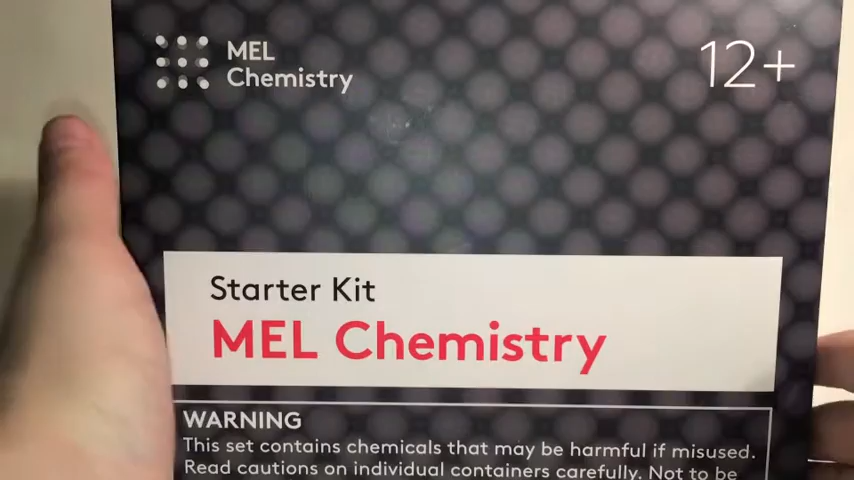 MEL
Chemistry
12+
Starter Kit
MEL Chemistry
WARNING
This set contains chemicals that may be harmful if misused.
Read cautions on individual containers carefully. Not to be